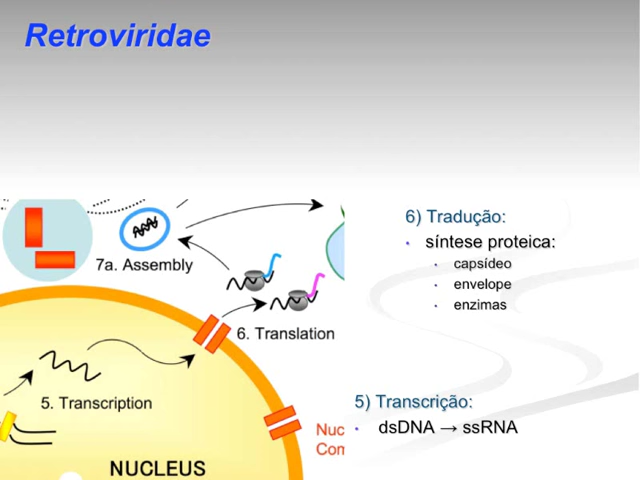 Retroviridae
6) Tradução:
• síntese proteica:
• capsídeo
• envelope
• enzimas
7a. Assembly
6. Translation
5. Transcription
5) Transcrição:
• dsDNA → ssRNA
NUCLEUS